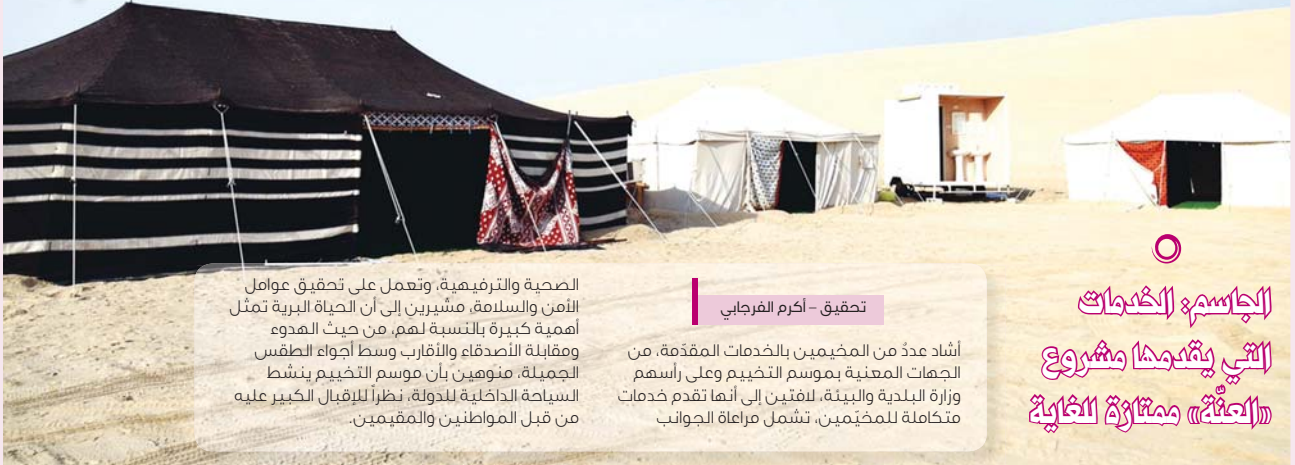 الجاسم: الخدمات
التي يقدمها مشروع
«العنّة» ممتازة للغاية
تحقيق - أكرم الفرجابي
أشاد عددٌ من المخيمين بالخدمات المقدّمة، من
الجهات المعنية بموسم التخييم وعلى رأسهم
وزارة البلدية والبيئة، لافتين إلى أنها تقدم خدمات
متكاملة للمخيّمين، تشمل مراعاة الجوانب
الصحية والترفيهية، وتعمل على تحقيق عوامل
الأمن والسلامة، مشيرين إلى أن الحياة البرية تمثل
أهمية كبيرة بالنسبة لهم، من حيث الهدوء
ومقابلة الأصدقاء والأقارب وسط أجواء الطقس
الجميلة، منوهين بأن موسم التخييم ينشط
السياحة الداخلية للدولة، نظراً للإقبال الكبير عليه
من قبل المواطنين والمقيمين.